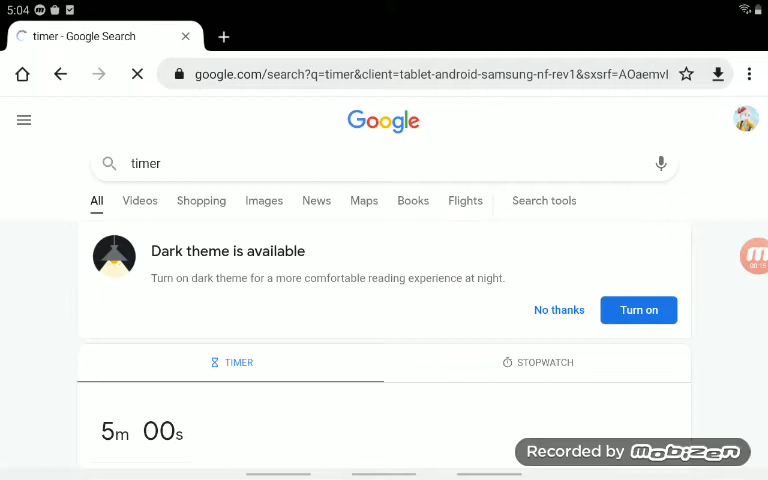 5:04
timer - Google Search
google.com/search?q=timer&client=tablet-android-samsung-nf-rev1&sxsrf=AOaemvI
Google
timer
All Videos Shopping Images News Maps Books Flights Search tools
Dark theme is available
Turn on dark theme for a more comfortable reading experience at night.
No thanks Turn on
TIMER STOPWATCH
5m 00s
00:15
Recorded by mobizen